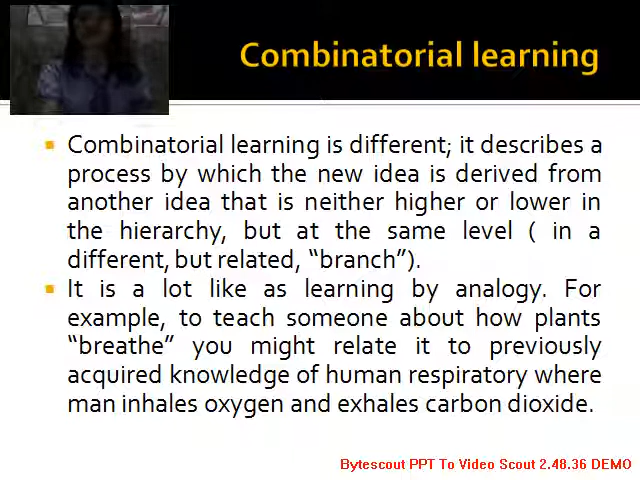 Combinatorial learning
Combinatorial learning is different; it describes a
process by which the new idea is derived from
another idea that is neither higher or lower in
the hierarchy, but at the same level ( in a
different, but related, “branch”).
It is a lot like as learning by analogy. For
example, to teach someone about how plants
“breathe” you might relate it to previously
acquired knowledge of human respiratory where
man inhales oxygen and exhales carbon dioxide.
Bytescout PPT To Video Scout 2.48.36 DEMO